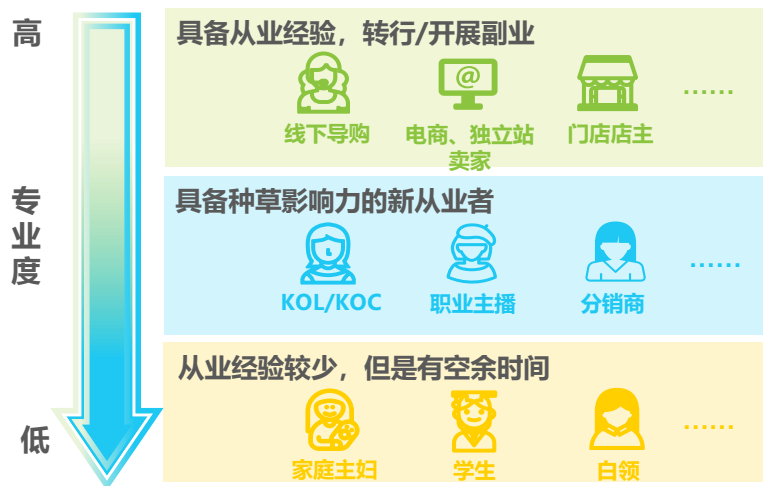 高
具备从业经验，转行/开展副业
@
线下导购
电商、独立站
卖家
门店店主
……
专
业
度
具备种草影响力的新从业者
KOL/KOC
职业主播
分销商
……
从业经验较少，但是有空余时间
低
家庭主妇
学生
白领
……